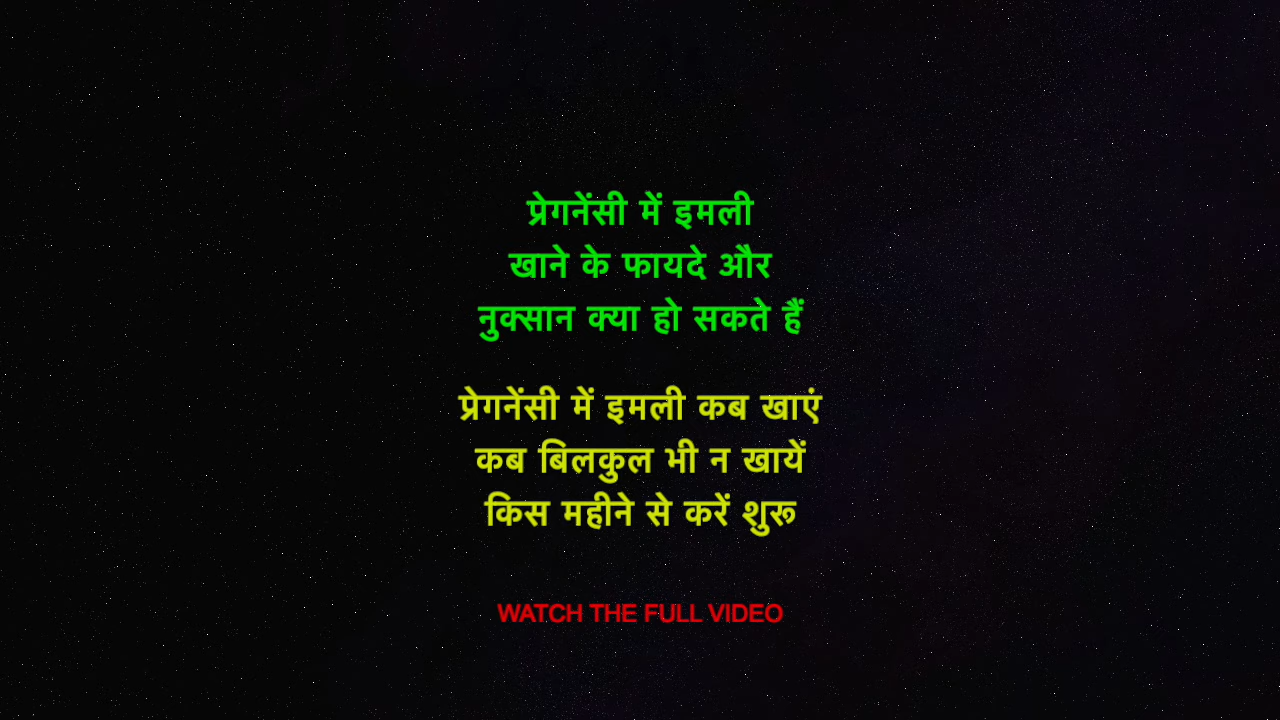 प्रेगनेंसी में इमली
खाने के फायदे और
नुक्सान क्या हो सकते हैं
प्रेगनेंसी में इमली कब खाएं
कब बिलकुल भी न खायें
किस महीने से करें शुरू
WATCH THE FULL VIDEO